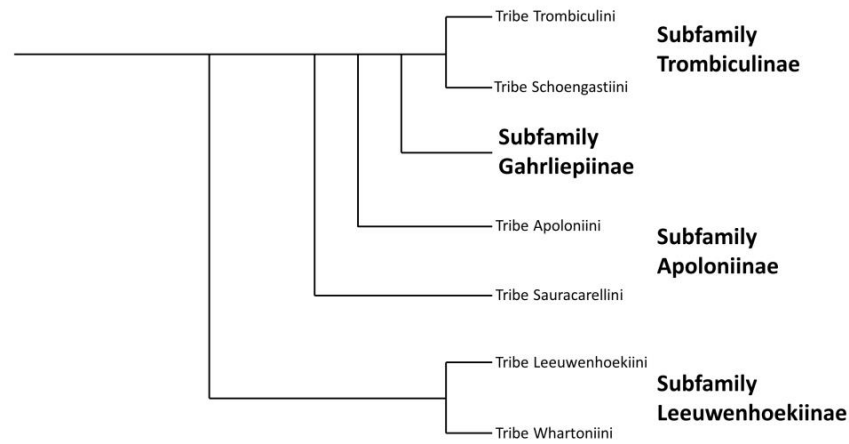 Tribe Trombiculini
Subfamily
Trombiculinae
Tribe Schoengastiini
Subfamily
Gahrliepiinae
Tribe Apoloniini
Subfamily
Apoloniinae
Tribe Sauracarellini
Tribe Leeuwenhoekiini
Subfamily
Leeuwenhoekiinae
Tribe Whartoniini